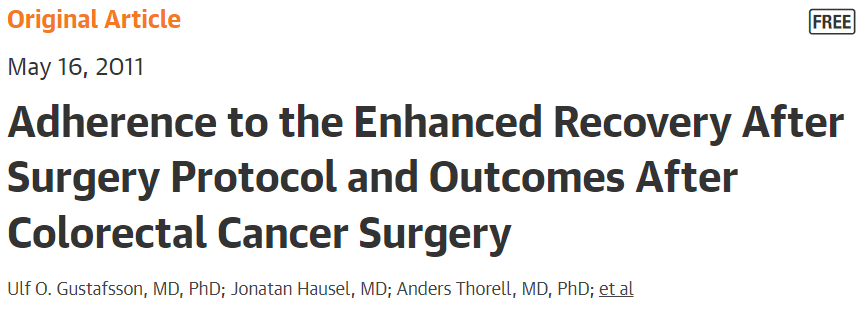 Original Article
FREE
May 16, 2011
Adherence to the Enhanced Recovery After
Surgery Protocol and Outcomes After
Colorectal Cancer Surgery
Ulf O. Gustafsson, MD, PhD; Jonatan Hausel, MD; Anders Thorell, MD, PhD; et al